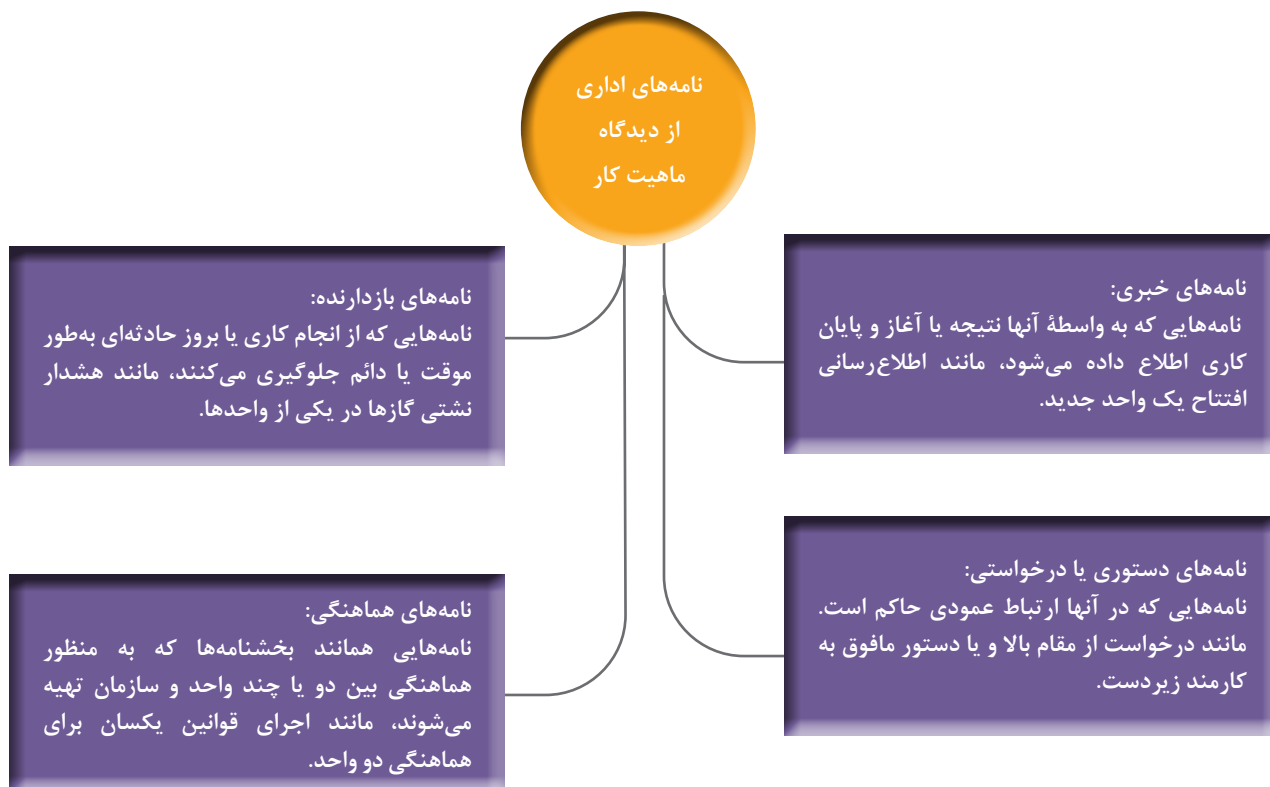 نامه‌های اداری
از دیدگاه
ماهیت کار
نامه‌های خبری:
نامه‌هایی که به واسطهٔ آنها نتیجه یا آغاز و پایان
کاری اطلاع داده می‌شود، مانند اطلاع‌رسانی
افتتاح یک واحد جدید.
نامه‌های بازدارنده:
نامه‌هایی که از انجام کاری یا بروز حادثه‌ای به‌طور
موقت یا دائم جلوگیری می‌کنند، مانند هشدار
نشتی گازها در یکی از واحدها.
نامه‌های دستوری یا درخواستی:
نامه‌هایی که در آنها ارتباط عمودی حاکم است.
مانند درخواست از مقام بالا و یا دستور مافوق به
کارمند زیردست.
نامه‌های هماهنگی:
نامه‌هایی همانند بخشنامه‌ها که به منظور
هماهنگی بین دو یا چند واحد و سازمان تهیه
می‌شوند، مانند اجرای قوانین یکسان برای
هماهنگی دو واحد.